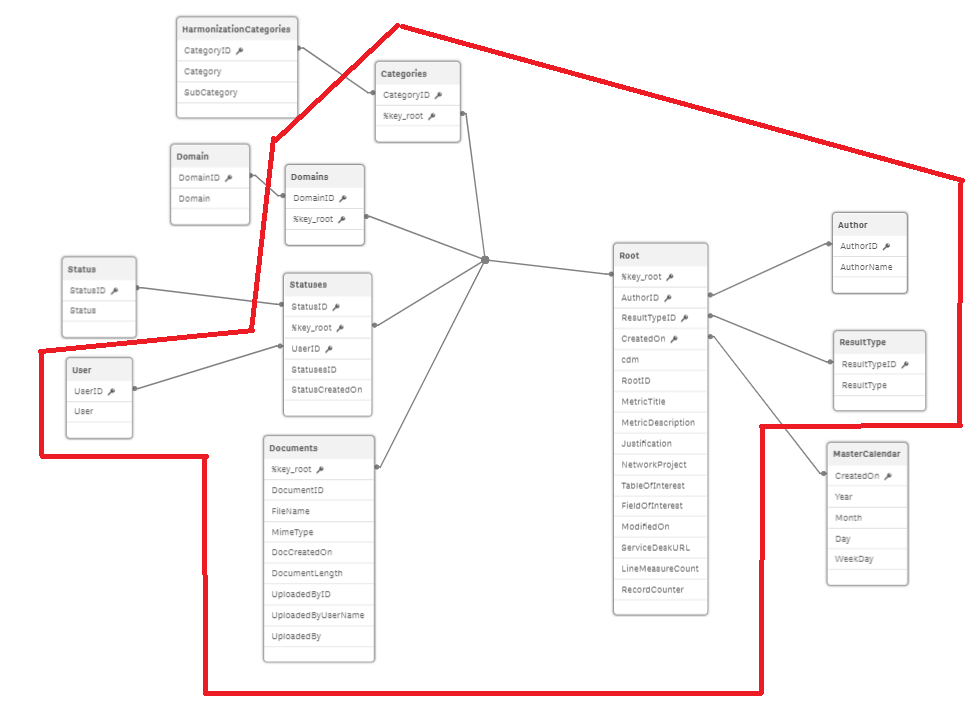 HarmonizationCategories
CategoryID
Category
SubCategory
Categories
CategoryID
%key_root
Domain
DomainID
Domain
Domains
DomainID
%key_root
Status
StatusID
Status
Statuses
StatusID
%key_root
UserID
StatusesID
StatusCreatedOn
User
UserID
User
Documents
%key_root
DocumentID
FileName
MimeType
DocCreatedOn
DocumentLength
UploadedByID
UploadedByUserName
UploadedBy
Root
%key_root
AuthorID
ResultTypeID
CreatedOn
cdm
RootID
MetricTitle
MetricDescription
Justification
NetworkProject
TableOfInterest
FieldOfInterest
ModifiedOn
ServiceDeskURL
LineMeasureCount
RecordCounter
Author
AuthorID
AuthorName
ResultType
ResultTypeID
ResultType
MasterCalendar
CreatedOn
Year
Month
Day
WeekDay